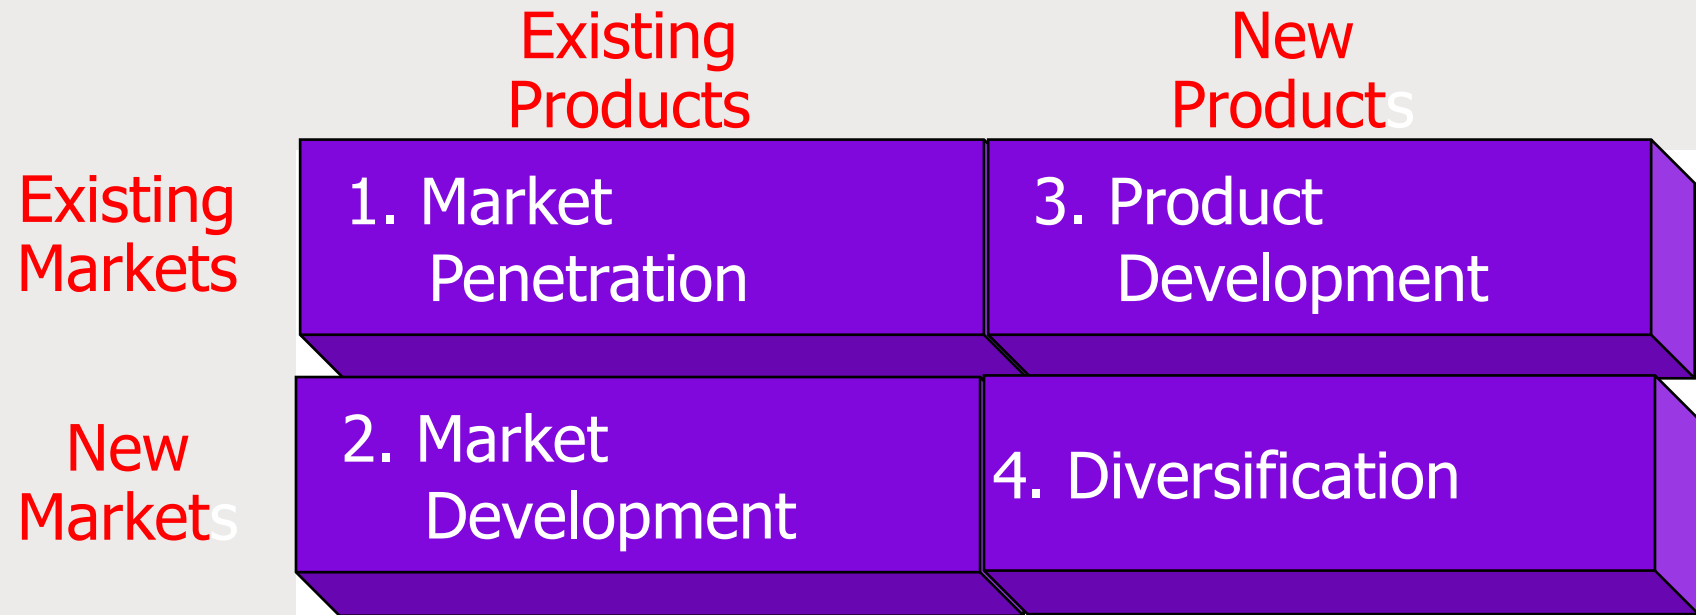 Existing
Products
New
Products
Existing
Markets
1. Market
Penetration
3. Product
Development
New
Markets
2. Market
Development
4. Diversification